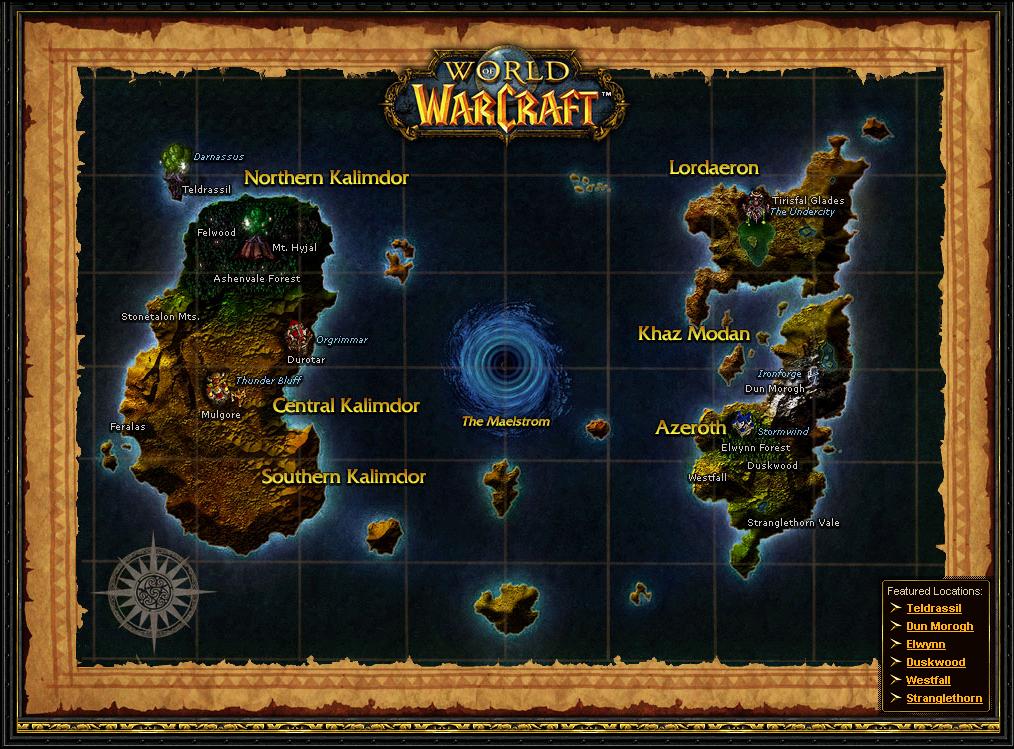 WORLD OF
WARCRAFT™
Darnassus
Teldrassil
Northern Kalimdor
Felwood
Mt. Hyjal
Ashenvale Forest
Stonetalon Mts.
Orgrimmar
Durotar
Thunder Bluff
Mulgore
Central Kalimdor
Feralas
Southern Kalimdor
The Maelstrom
Lordaeron
Tirisfal Glades
The Undercity
Khaz Modan
Ironforge
Dun Morogh
Azeroth
Stormwind
Elwynn Forest
Duskwood
Westfall
Stranglethorn Vale
Featured Locations:
Teldrassil
Dun Morogh
Elwynn
Duskwood
Westfall
Stranglethorn